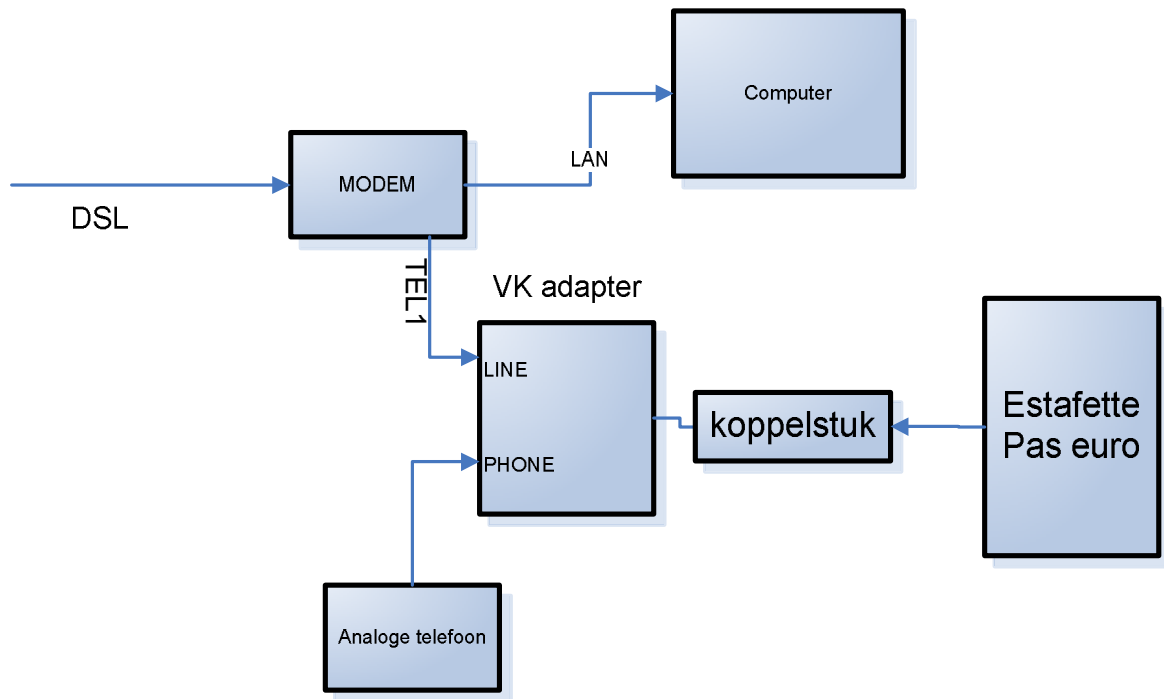 Computer
LAN
MODEM
DSL
TEL1
VK adapter
LINE
PHONE
koppelstuk
Estafette
Pas euro
Analoge telefoon